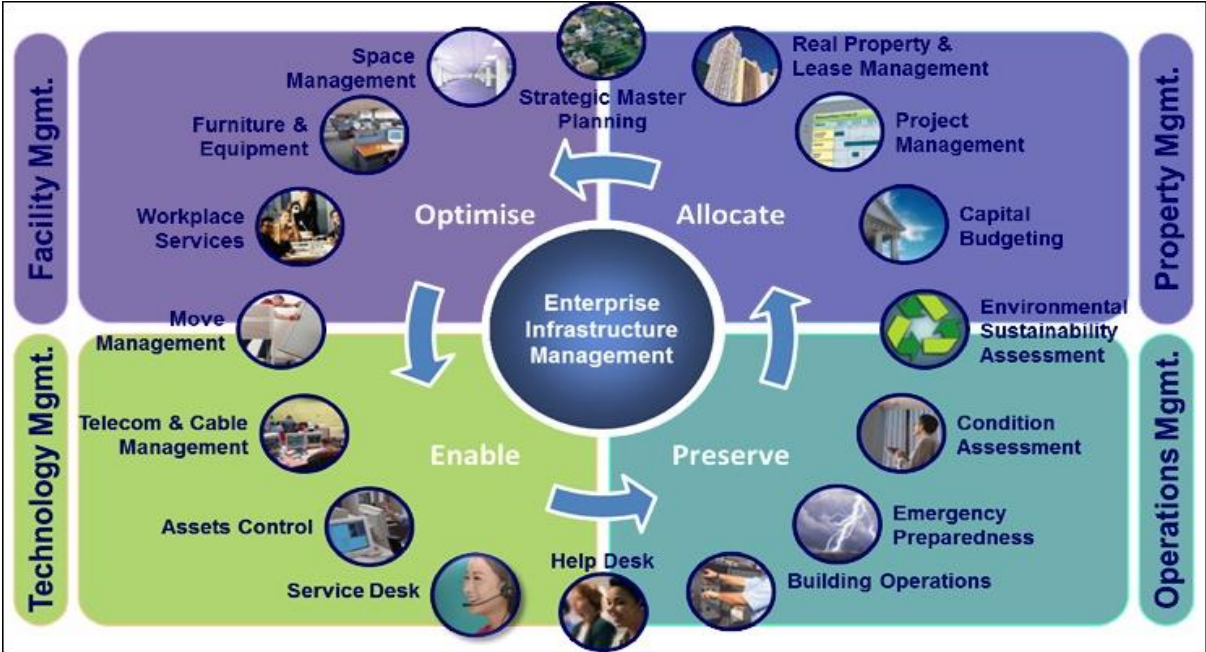 Facility Mgmt.
Technology Mgmt.
Property Mgmt.
Operations Mgmt.
Space
Management
Furniture &
Equipment
Workplace
Services
Move
Management
Telecom & Cable
Management
Assets Control
Service Desk
Help Desk
Strategic Master
Planning
Real Property &
Lease Management
Project
Management
Capital
Budgeting
Environmental
Sustainability
Assessment
Condition
Assessment
Emergency
Preparedness
Building Operations
Optimise
Allocate
Enable
Preserve
Enterprise
Infrastructure
Management